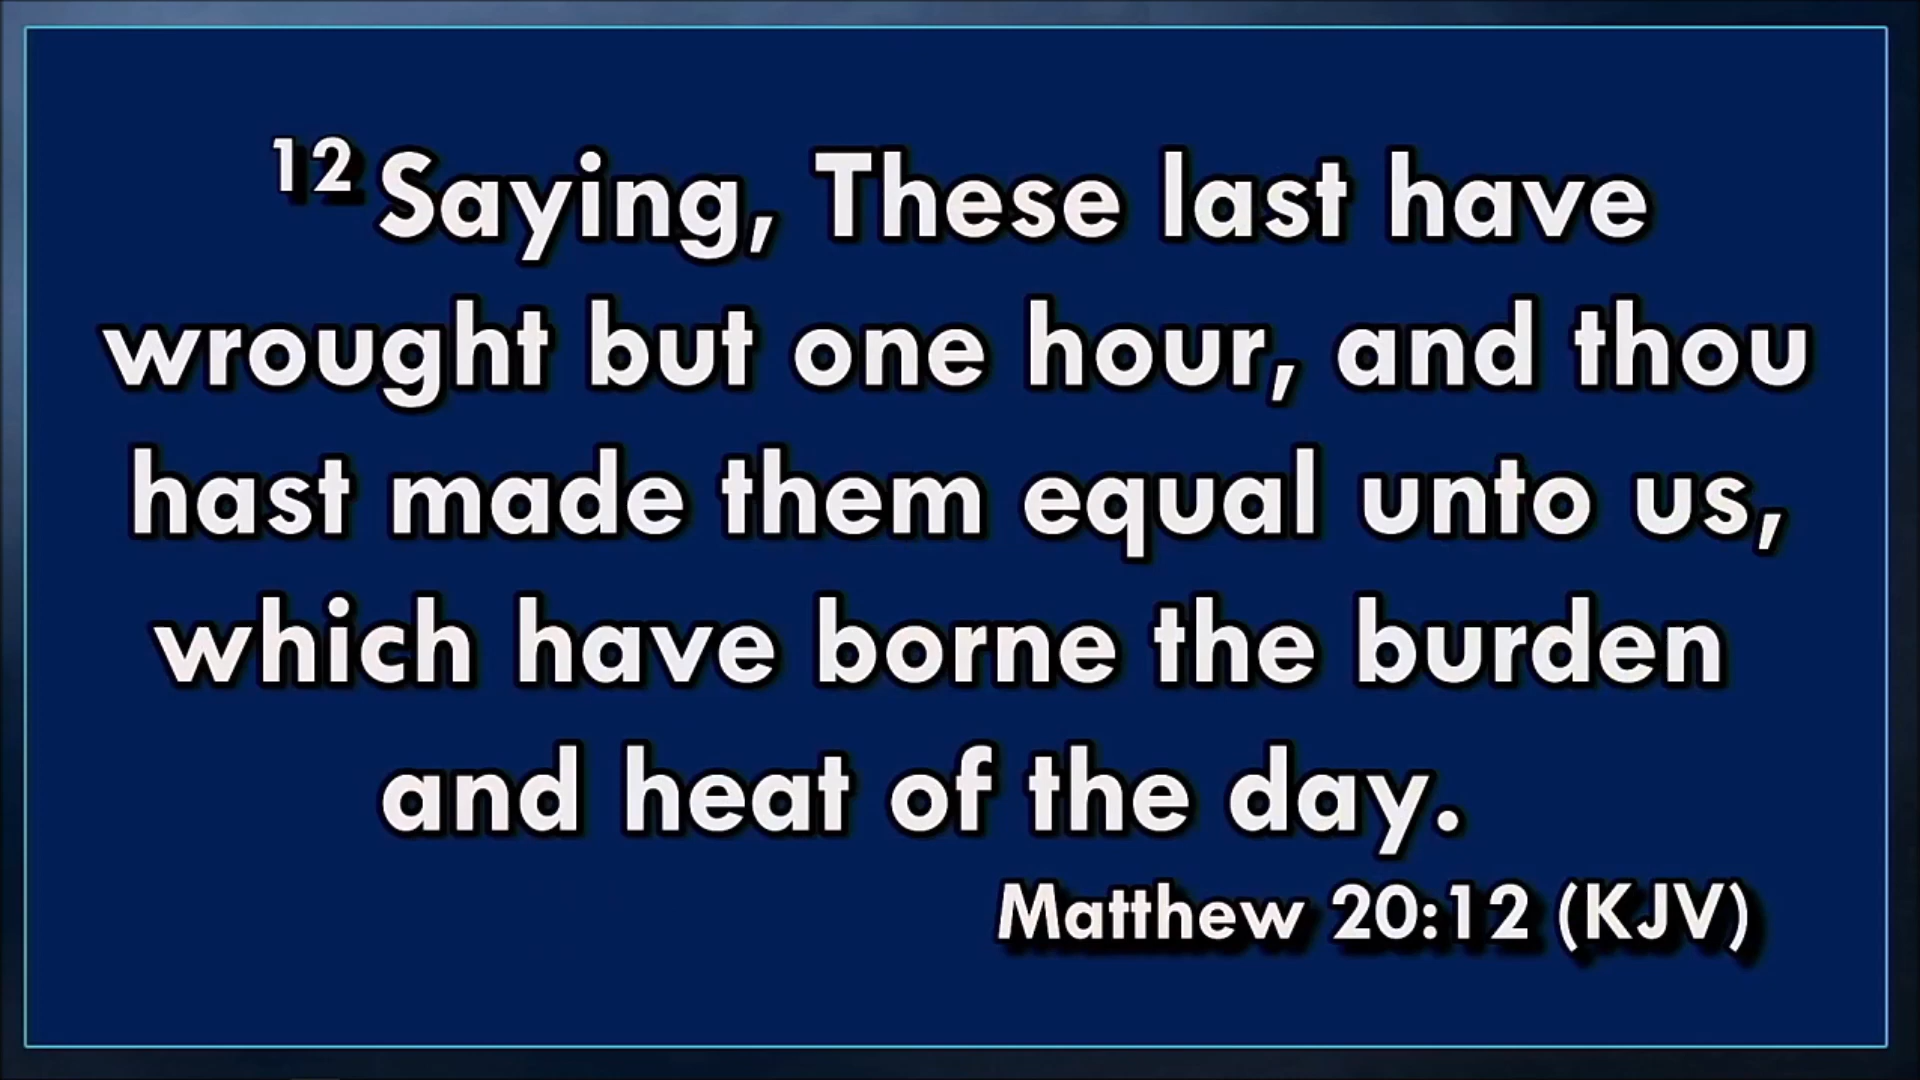 12 Saying, These last have
wrought but one hour, and thou
hast made them equal unto us,
which have borne the burden
and heat of the day.
Matthew 20:12 (KJV)